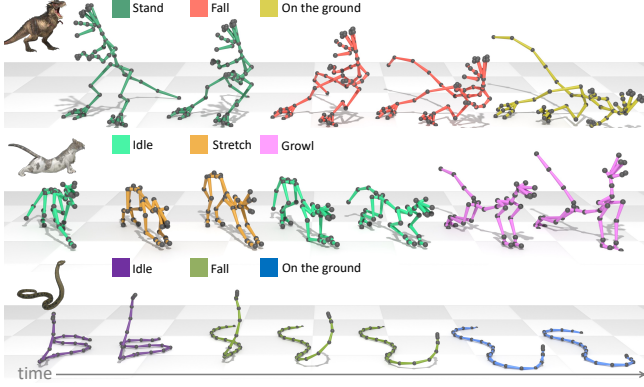 Stand Fall On the ground
Idle Stretch Growl
Idle Fall On the ground
time